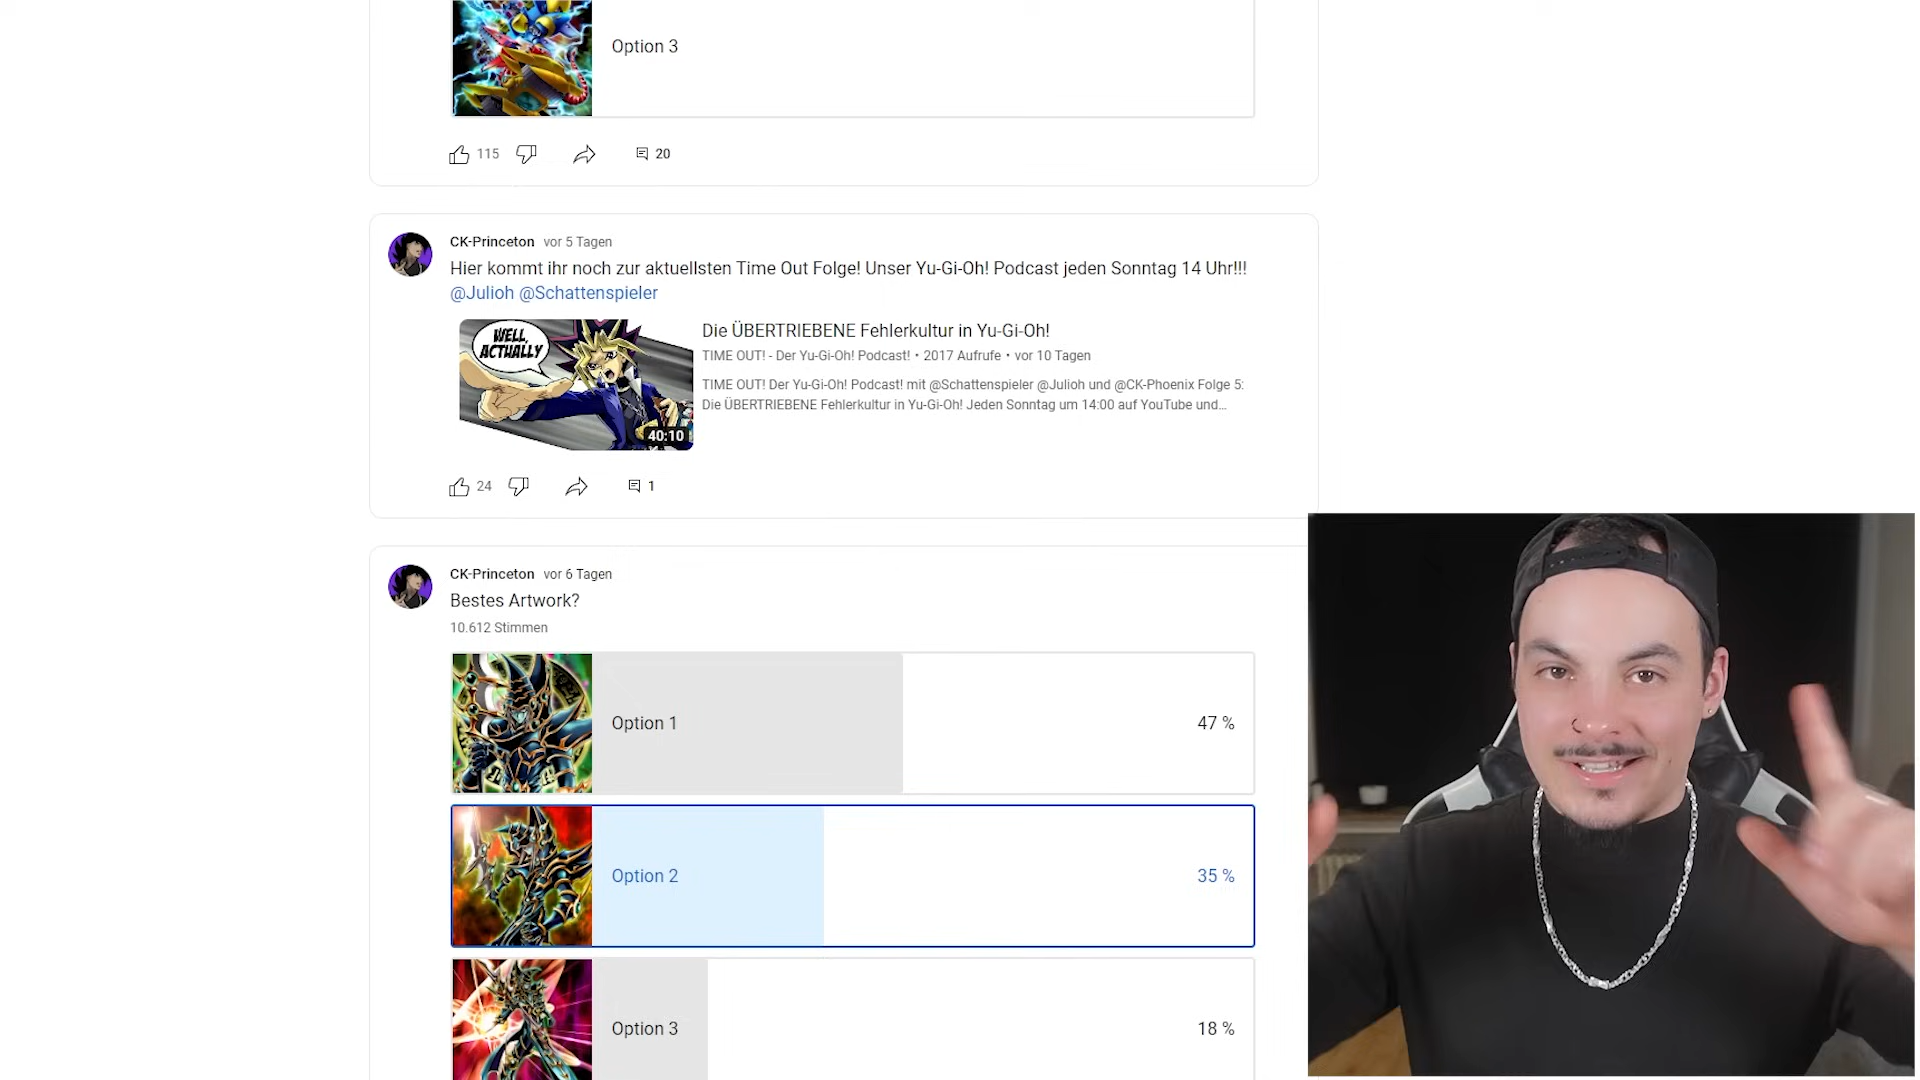 Option 3
115
20
CK-Princeton vor 5 Tagen
Hier kommt ihr noch zur aktuellsten Time Out Folge! Unser Yu-Gi-Oh! Podcast jeden Sonntag 14 Uhr!!!
@Julioh @Schattenspieler
WELL,
ACTUALLY
40:10
Die ÜBERTRIEBENE Fehlerkultur in Yu-Gi-Oh!
TIME OUT! - Der Yu-Gi-Oh! Podcast! • 2017 Aufrufe • vor 10 Tagen
TIME OUT! Der Yu-Gi-Oh! Podcast! mit @Schattenspieler @Julioh und @CK-Phoenix Folge 5:
Die ÜBERTRIEBENE Fehlerkultur in Yu-Gi-Oh! Jeden Sonntag um 14:00 auf YouTube und...
24
1
CK-Princeton vor 6 Tagen
Bestes Artwork?
10.612 Stimmen
Option 1 47 %
Option 2 35 %
Option 3 18 %